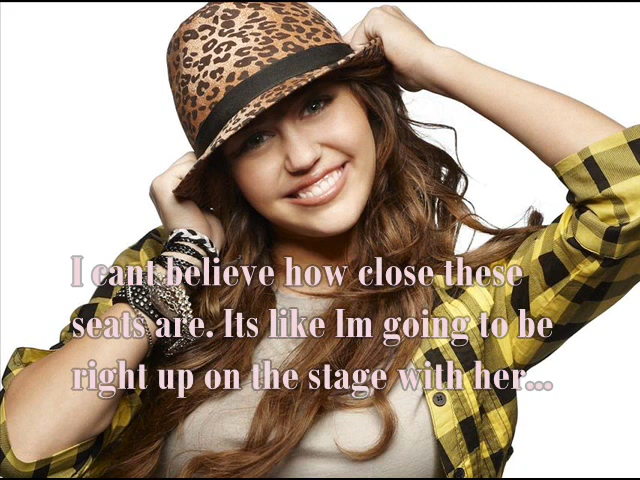 I cant believe how close these
seats are. Its like Im going to be
right up on the stage with her...